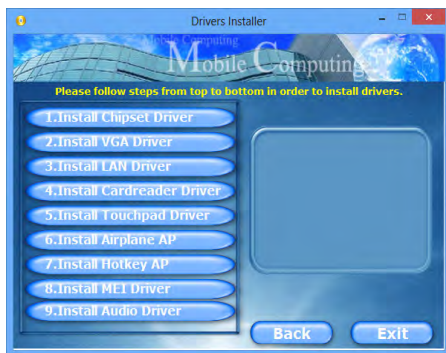 Drivers Installer
Mobile Computing
Mobile Computing
Please follow steps from top to bottom in order to install drivers.
1.Install Chipset Driver
2.Install VGA Driver
3.Install LAN Driver
4.Install Cardreader Driver
5.Install Touchpad Driver
6.Install Airplane AP
7.Install Hotkey AP
8.Install MEI Driver
9.Install Audio Driver
Back
Exit